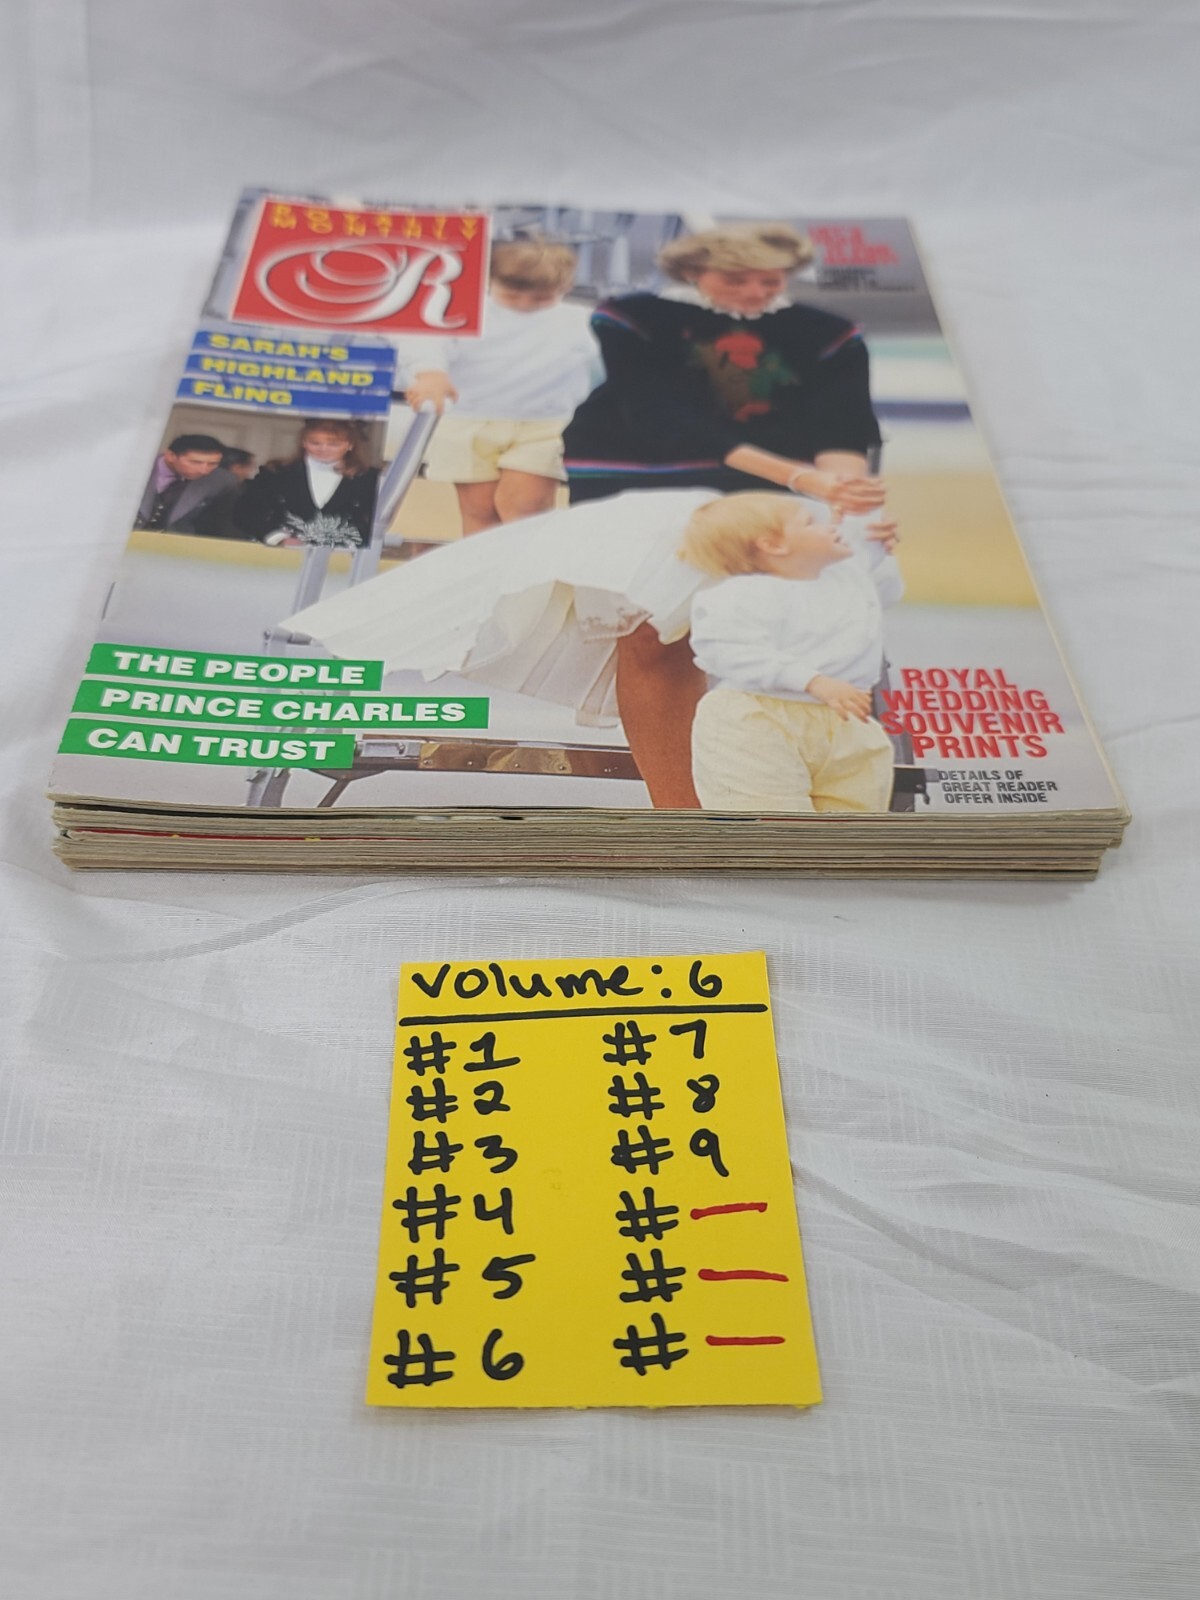 ROYALTY
MONTHLY
R
SARAH'S
HIGHLAND
FLING
THE PEOPLE
PRINCE CHARLES
CAN TRUST
ROYAL
WEDDING
SOUVENIR
PRINTS
DETAILS OF
GREAT READER
OFFER INSIDE
VOLUME: 6
#1 #7
#2 #8
#3 #9
#4 # —
#5 # —
#6 # —